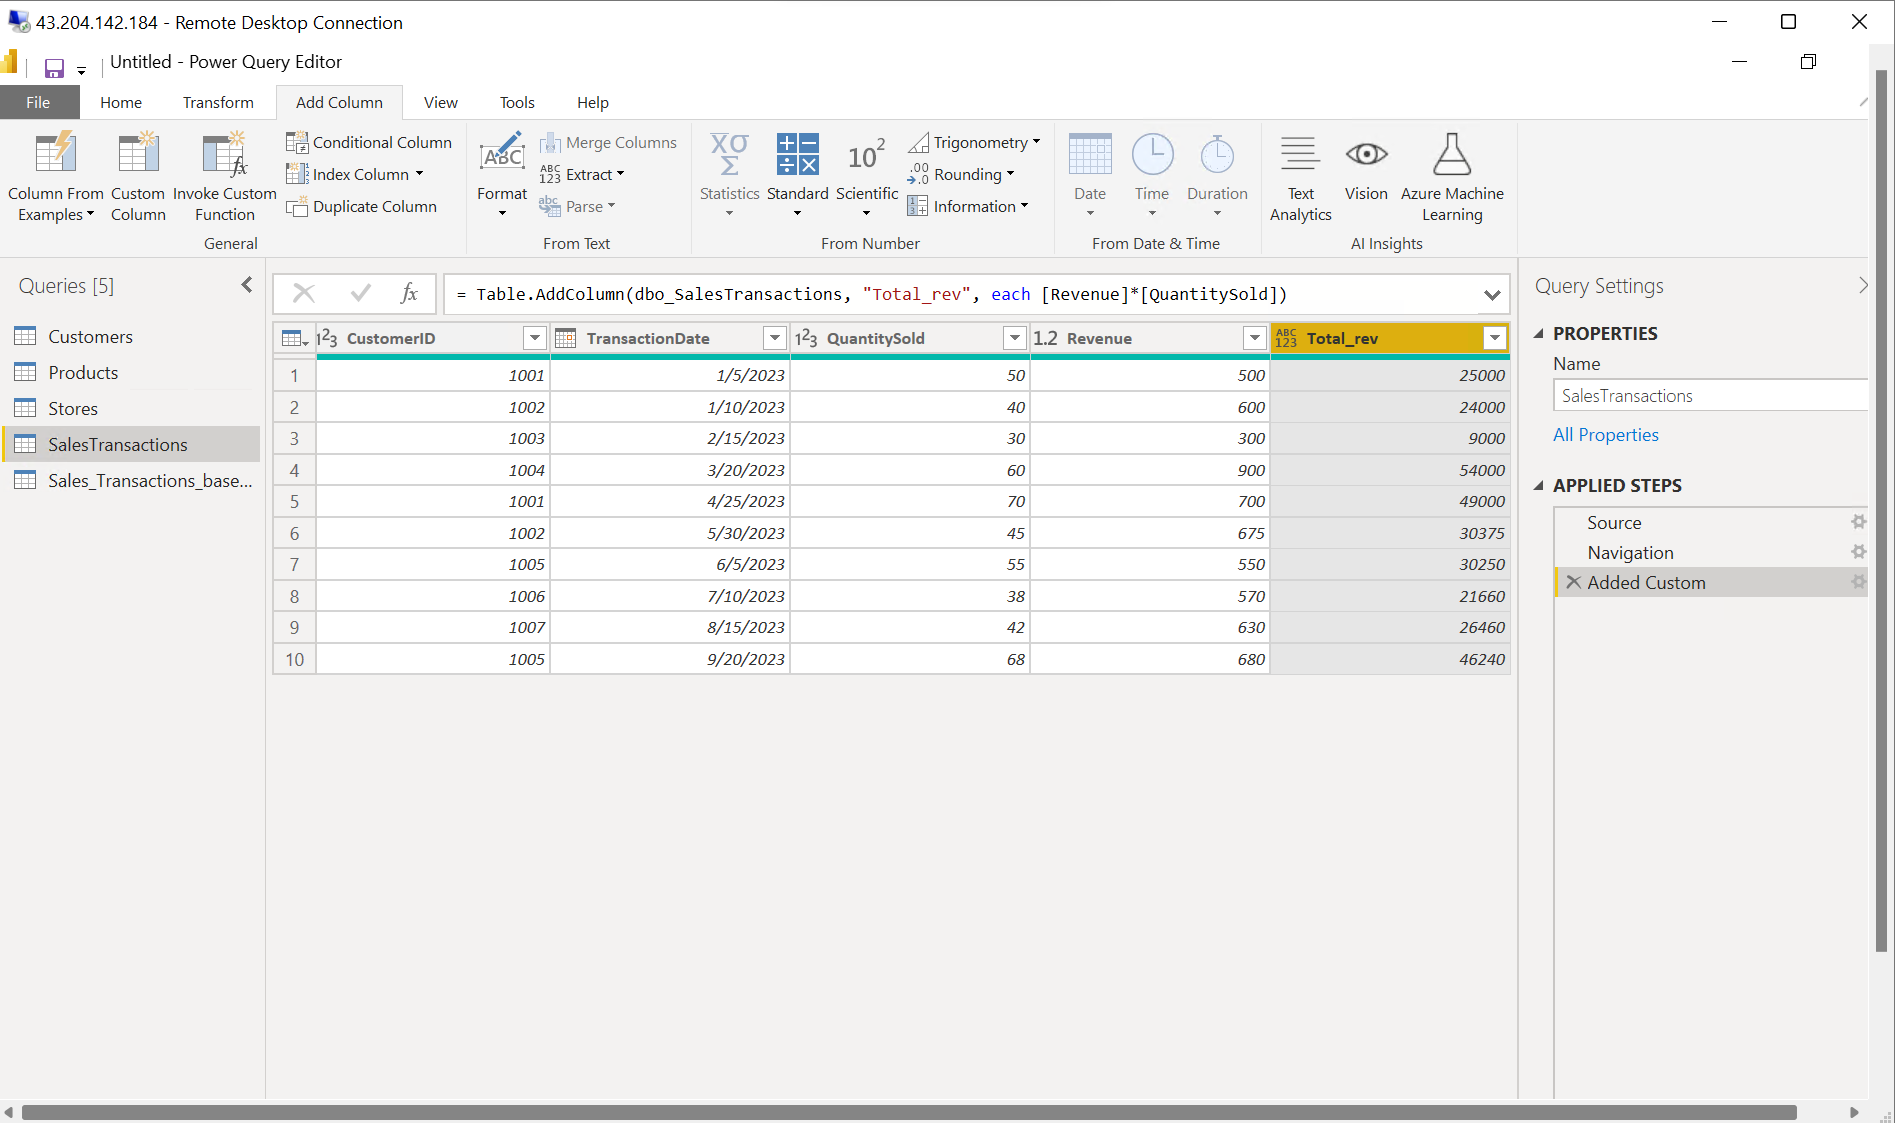 43.204.142.184 - Remote Desktop Connection
Untitled - Power Query Editor
File Home Transform Add Column View Tools Help
Column From Examples
Custom Column
Invoke Custom Function
Conditional Column
Index Column
Duplicate Column
General
Format
Merge Columns
Extract
Parse
From Text
Statistics
Standard
Scientific
Trigonometry
Rounding
Information
From Number
Date
Time
Duration
From Date & Time
Text Analytics
Vision
Azure Machine Learning
AI Insights
Queries [5]
Customers
Products
Stores
SalesTransactions
Sales_Transactions_base...
= Table.AddColumn(dbo_SalesTransactions, "Total_rev", each [Revenue]*[QuantitySold])
CustomerID TransactionDate QuantitySold 1.2 Revenue ABC 123 Total_rev
1 1001 1/5/2023 50 500 25000
2 1002 1/10/2023 40 600 24000
3 1003 2/15/2023 30 300 9000
4 1004 3/20/2023 60 900 54000
5 1001 4/25/2023 70 700 49000
6 1002 5/30/2023 45 675 30375
7 1005 6/5/2023 55 550 30250
8 1006 7/10/2023 38 570 21660
9 1007 8/15/2023 42 630 26460
10 1005 9/20/2023 68 680 46240
Query Settings
PROPERTIES
Name
SalesTransactions
All Properties
APPLIED STEPS
Source
Navigation
Added Custom